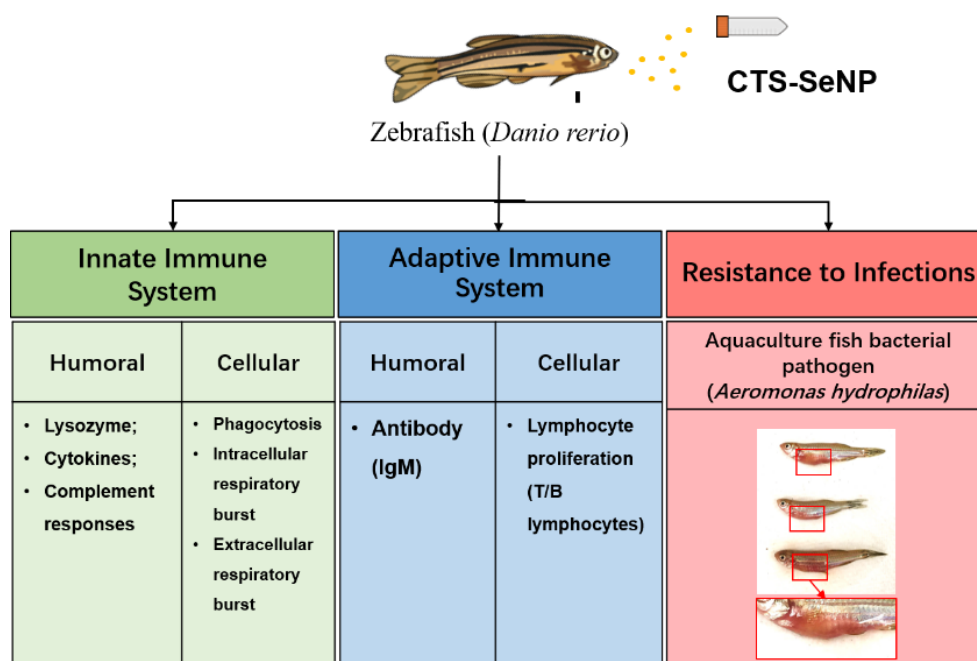 CTS-SeNP
Zebrafish (Danio rerio)
Innate Immune
System
Humoral
Cellular
• Lysozyme;
• Cytokines;
• Complement
responses
• Phagocytosis
• Intracellular
respiratory
burst
• Extracellular
respiratory
burst
Adaptive Immune
System
Humoral
Cellular
• Antibody
(IgM)
• Lymphocyte
proliferation
(T/B
lymphocytes)
Resistance to Infections
Aquaculture fish bacterial
pathogen
(Aeromonas hydrophilas)